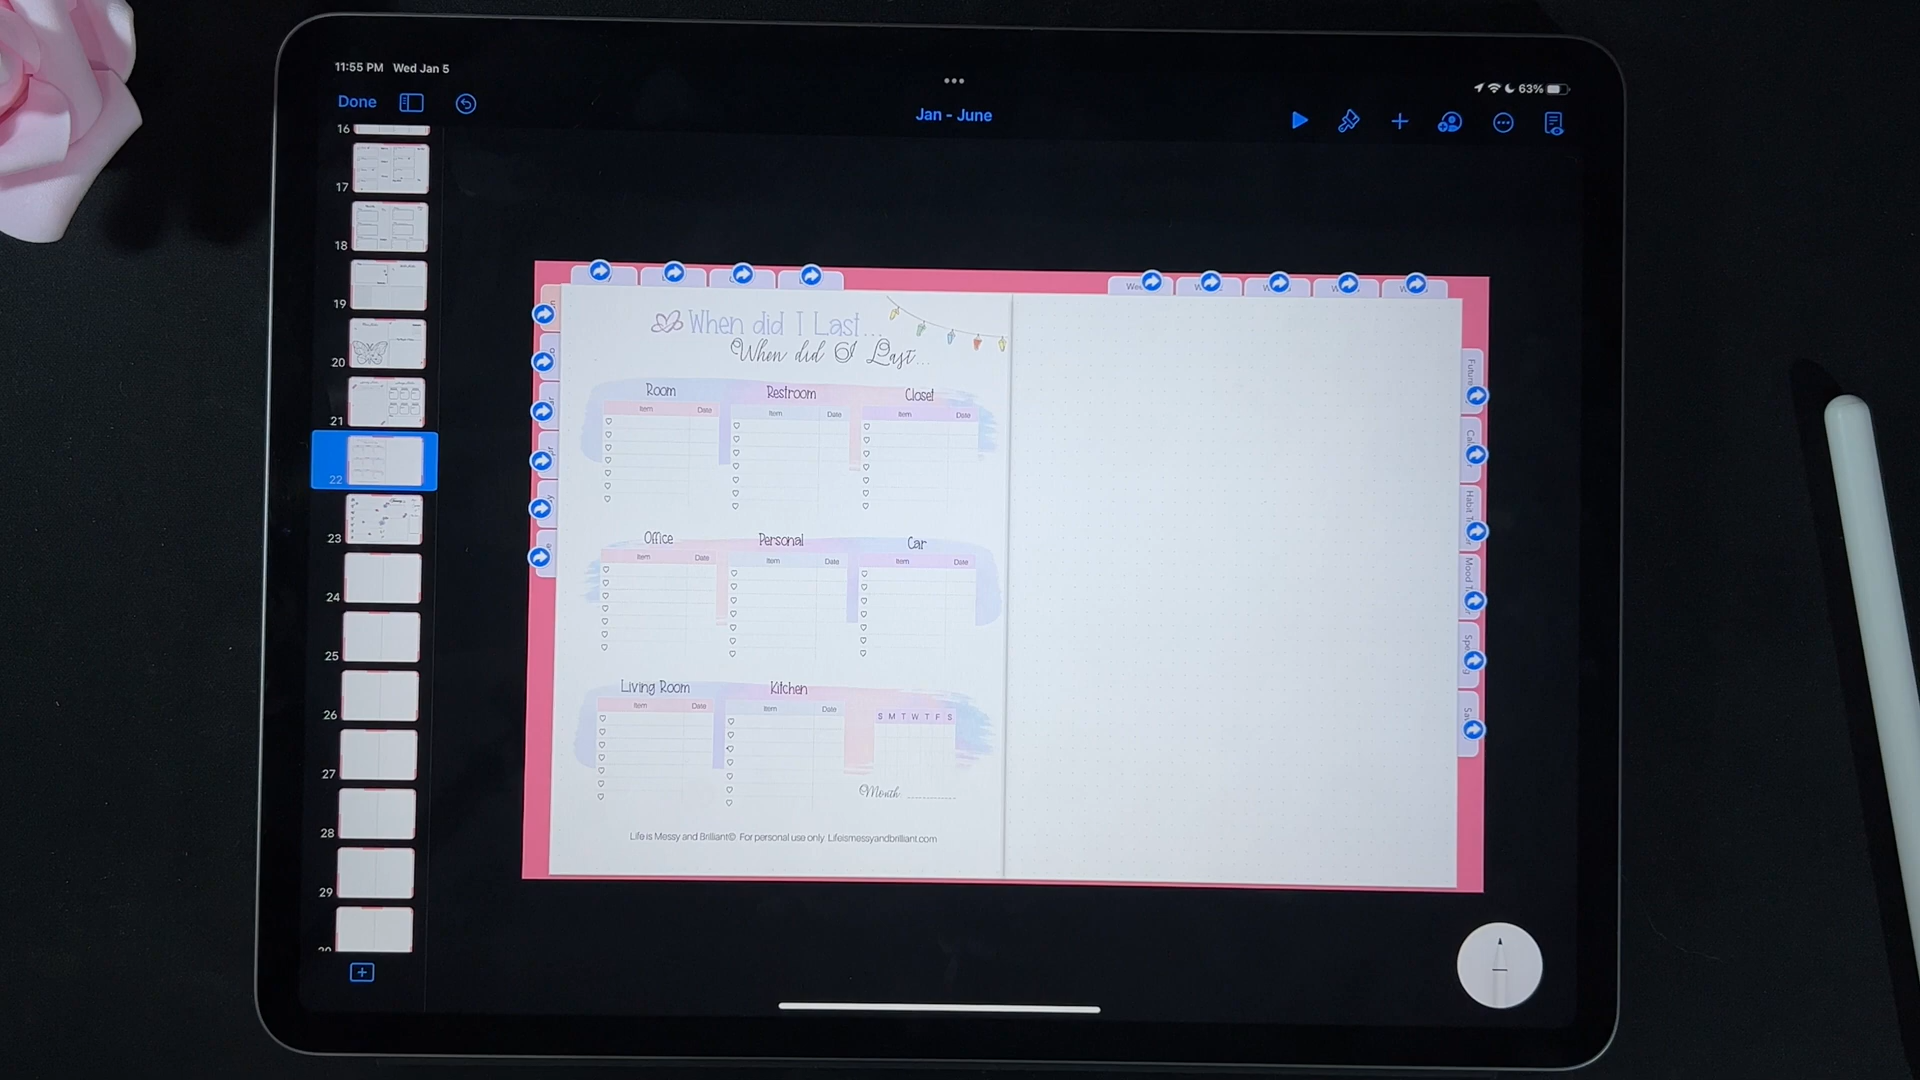 11:55 PM Wed Jan 5
63%
Done
Jan - June
16
17
18
19
20
21
22
23
24
25
26
27
28
29
When did I Last...
When did I Last...
Room
Restroom
Closet
Item Date
Item Date
Item Date
Office
Personal
Car
Item Date
Item Date
Item Date
Living Room
Kitchen
Item Date
Item Date
S M T W T F S
Month
Life is Messy and Brilliant© For personal use only Lifeismessyandbrilliant.com
Future
Habit
Mood